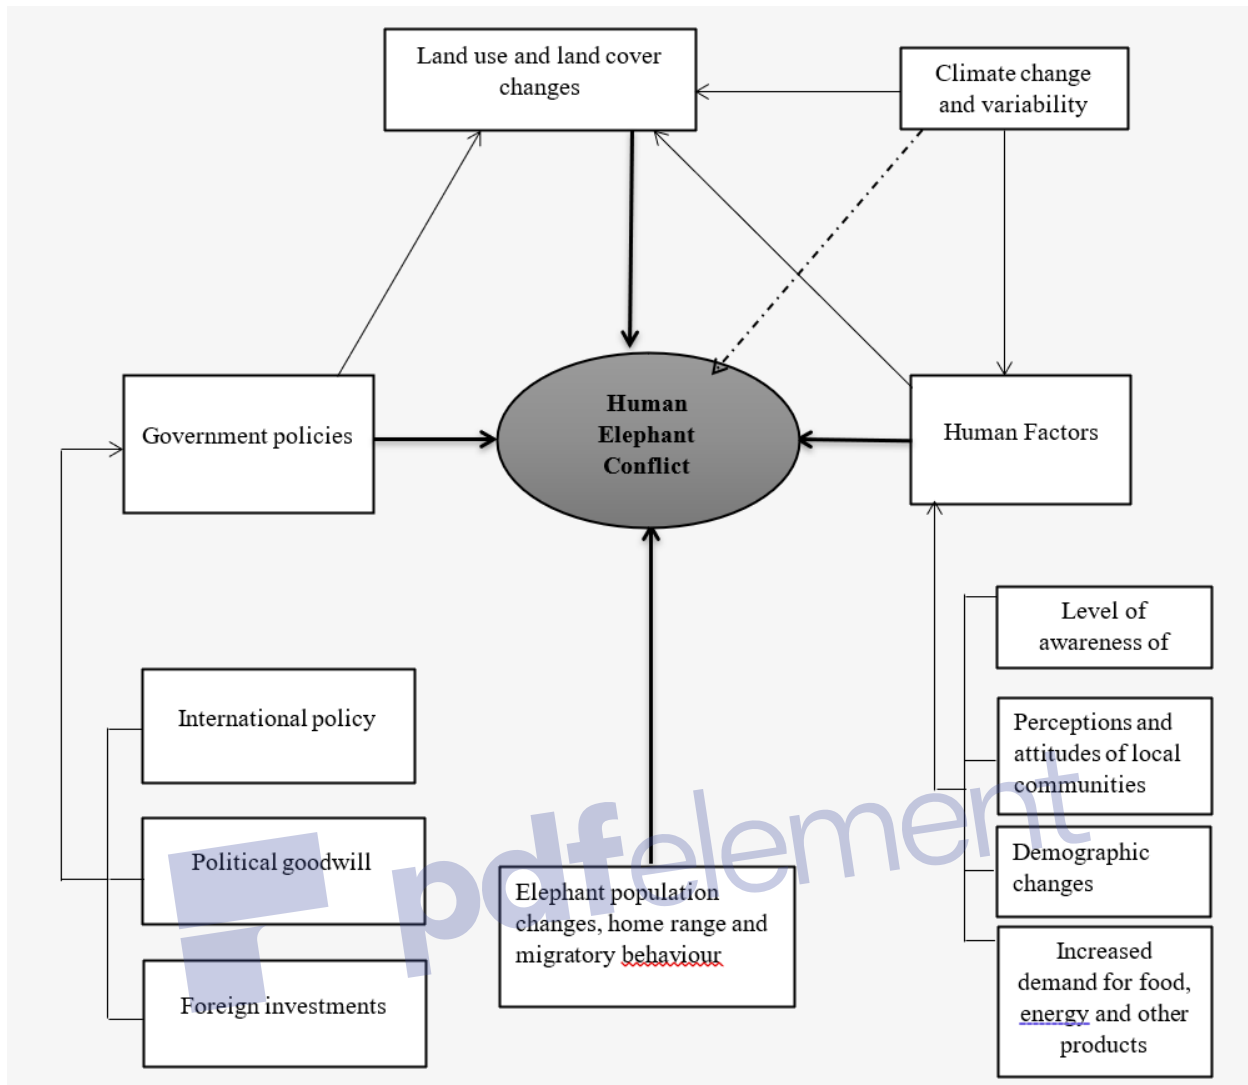 Land use and land cover
changes
Climate change
and variability
Human
Elephant
Conflict
Government policies
Human Factors
Level of
awareness of
International policy
Perceptions and
attitudes of local
communities
Political goodwill
Demographic
changes
Elephant population
changes, home range and
migratory behaviour
Foreign investments
Increased
demand for food,
energy and other
products
pdfelement